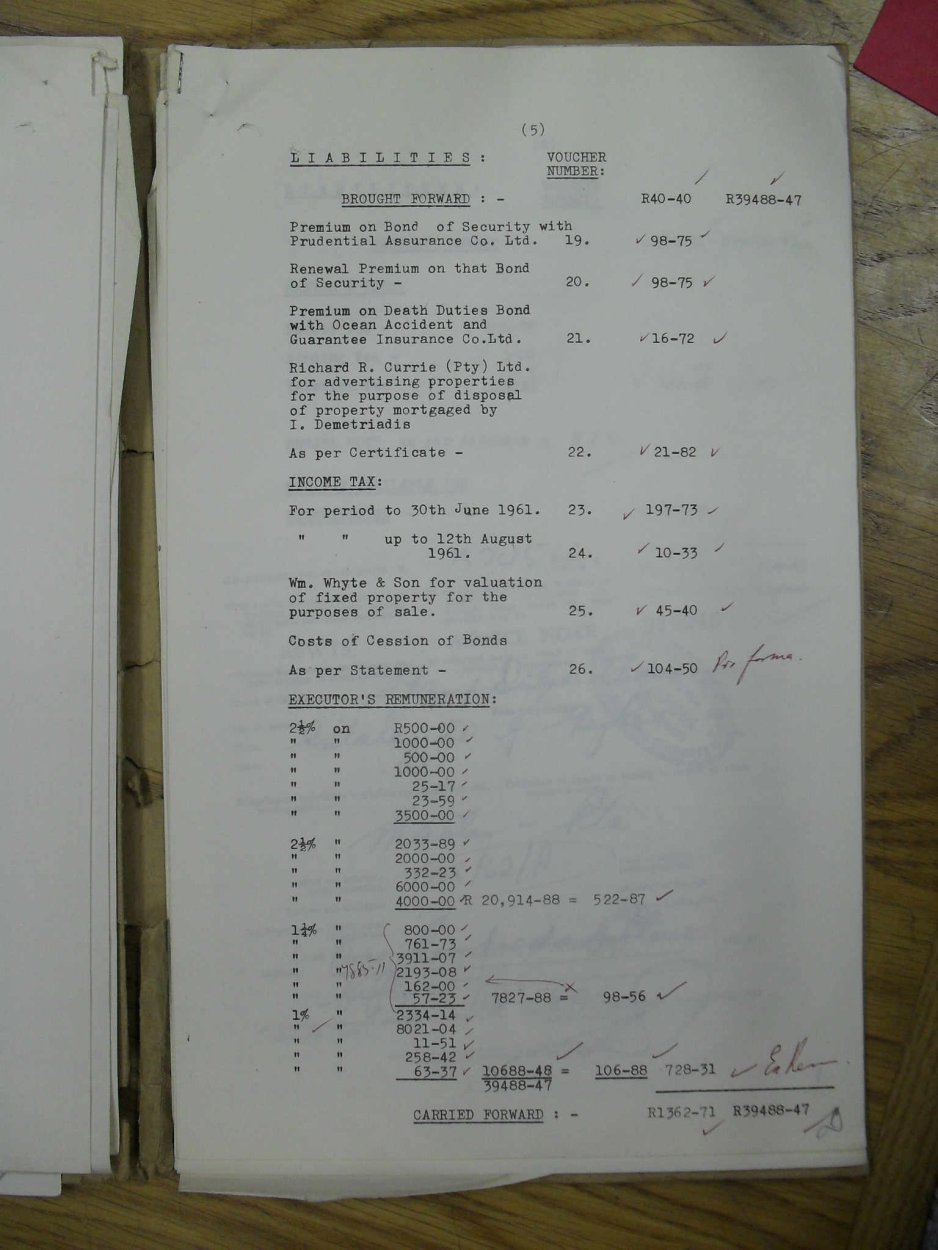 (5)
LIABILITIES : VOUCHER
NUMBER:
BROUGHT FORWARD : - R40-40 R39488-47
Premium on Bond of Security with
Prudential Assurance Co. Ltd. 19. 98-75
Renewal Premium on that Bond
of Security - 20. 98-75
Premium on Death Duties Bond
with Ocean Accident and
Guarantee Insurance Co.Ltd. 21. 16-72
Richard R. Currie (Pty) Ltd.
for advertising properties
for the purpose of disposal
of property mortgaged by
I. Demetriadis
As per Certificate - 22. 21-82
INCOME TAX:
For period to 30th June 1961. 23. 197-73
" " up to 12th August
1961. 24. 10-33
Wm. Whyte & Son for valuation
of fixed property for the
purposes of sale. 25. 45-40
Costs of Cession of Bonds
As per Statement - 26. 104-50 Pro forma.
EXECUTOR'S REMUNERATION:
2½% on R500-00
" " 1000-00
" " 500-00
" " 1000-00
" " 25-17
" " 23-59
" " 3500-00
2½% " 2033-89
" " 2000-00
" " 332-23
" " 6000-00
" " 4000-00 R 20,914-88 = 522-87
1¼% " 800-00
" " 761-73
" " 3911-07
" " 7885-11 2193-08
" " 162-00
" " 57-23 7827-88 = 98-56
1% " 2334-14
" " 8021-04
" " 11-51
" " 258-42
" " 63-37 10688-48 = 106-88 728-31
39488-47
CARRIED FORWARD : - R1362-71 R39488-47